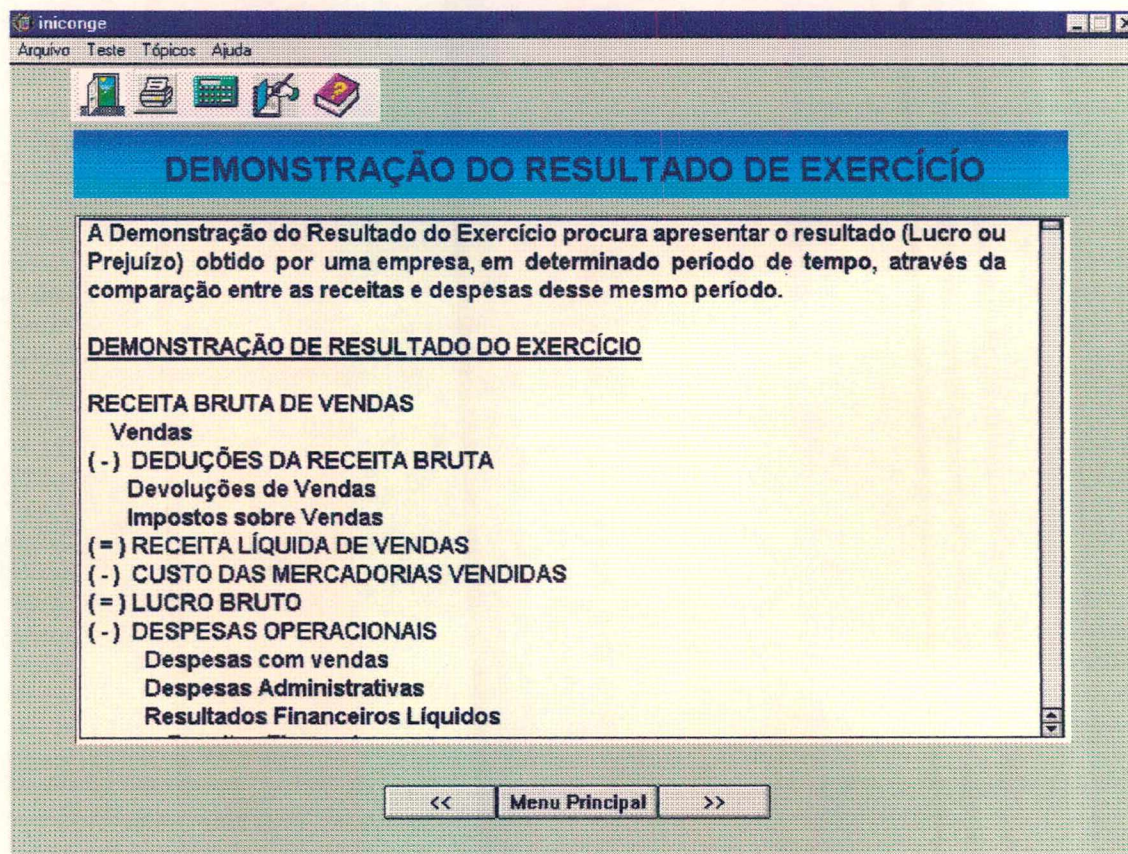 iniconge
Arquivo Teste Tópicos Ajuda
DEMONSTRAÇÃO DO RESULTADO DE EXERCÍCÍO
A Demonstração do Resultado do Exercício procura apresentar o resultado (Lucro ou
Prejuízo) obtido por uma empresa, em determinado período de tempo, através da
comparação entre as receitas e despesas desse mesmo período.
DEMONSTRAÇÃO DE RESULTADO DO EXERCÍCIO
RECEITA BRUTA DE VENDAS
Vendas
( - ) DEDUÇÕES DA RECEITA BRUTA
Devoluções de Vendas
Impostos sobre Vendas
( = ) RECEITA LÍQUIDA DE VENDAS
( - ) CUSTO DAS MERCADORIAS VENDIDAS
( = ) LUCRO BRUTO
( - ) DESPESAS OPERACIONAIS
Despesas com vendas
Despesas Administrativas
Resultados Financeiros Líquidos
<< Menu Principal >>